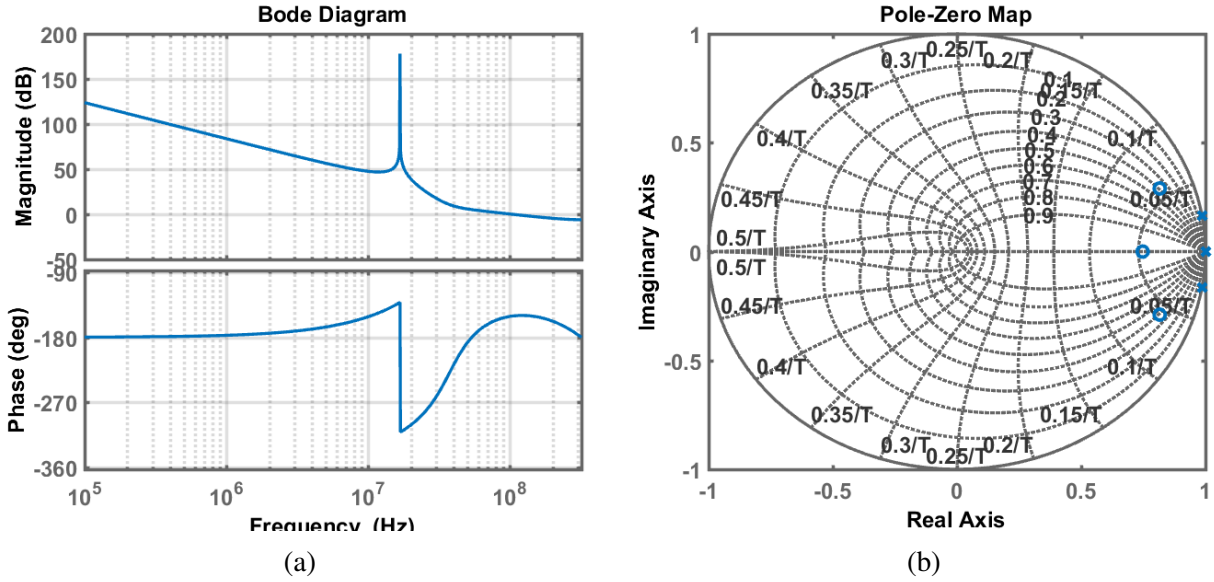 Bode Diagram
Magnitude (dB)
200
150
100
50
0
-50
Phase (deg)
-90
-180
-270
-360
10^5
10^6
10^7
10^8
Frequency (Hz)
(a)
Pole-Zero Map
Imaginary Axis
1
0.5
0
-0.5
-1
0.25/T
0.3/T
0.2/T
0.35/T
0.15/T
0.4/T
0.1/T
0.45/T
0.05/T
0.5/T
0.5/T
0.45/T
0.05/T
0.4/T
0.1/T
0.35/T
0.15/T
0.3/T
0.2/T
0.25/T
0.1
0.2
0.3
0.4
0.5
0.6
0.7
0.8
0.9
-1
-0.5
0
0.5
1
Real Axis
(b)